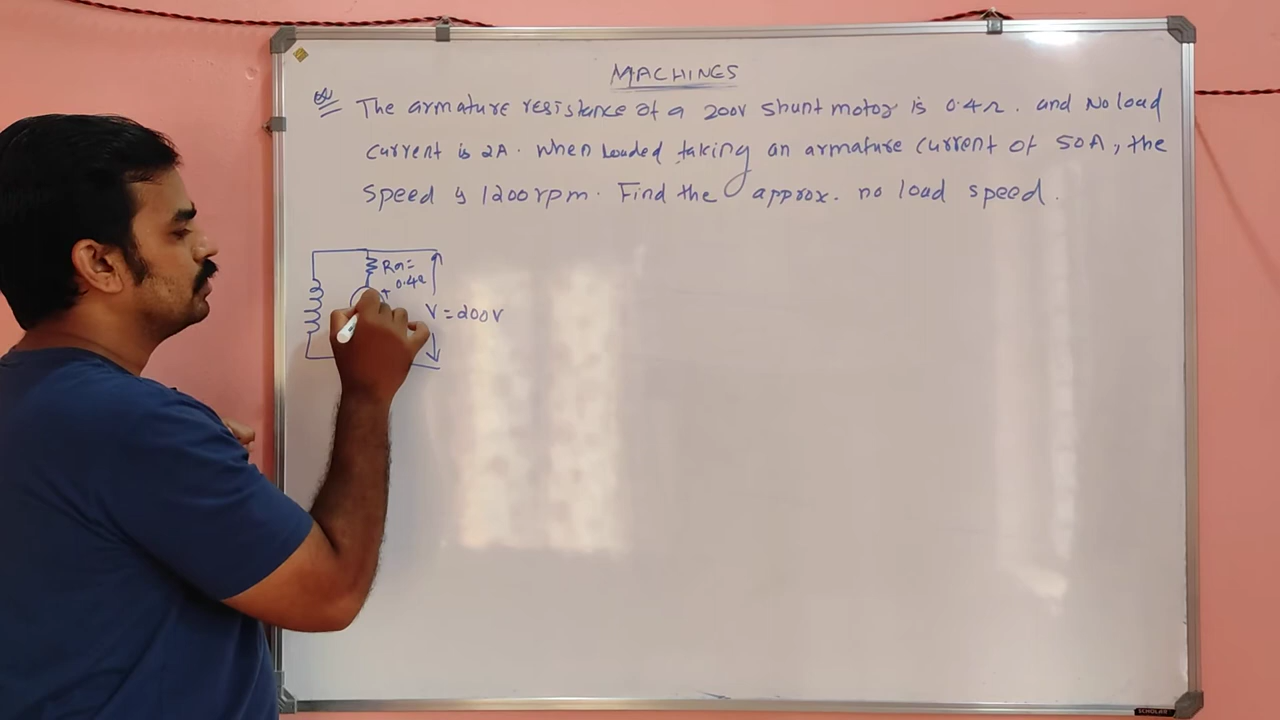 MACHINES
The armature resistance of a 200V shunt motor is 0.4Ω. and No load
current is 2A. When Loaded taking an armature current of 50A, the
speed is 1200rpm. Find the approx. no load speed.
Ra=
0.4Ω
+
V = 200V
SCHOLAR